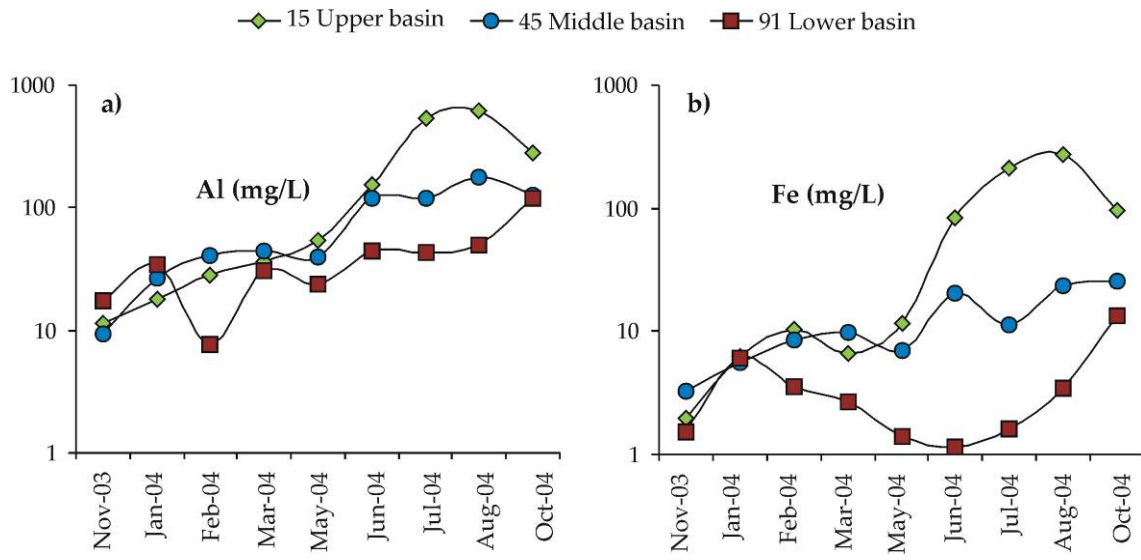 15 Upper basin 45 Middle basin 91 Lower basin
a)
Al (mg/L)
1000
100
10
1
Nov-03
Jan-04
Feb-04
Mar-04
May-04
Jun-04
Jul-04
Aug-04
Oct-04
b)
Fe (mg/L)
1000
100
10
1
Nov-03
Jan-04
Feb-04
Mar-04
May-04
Jun-04
Jul-04
Aug-04
Oct-04